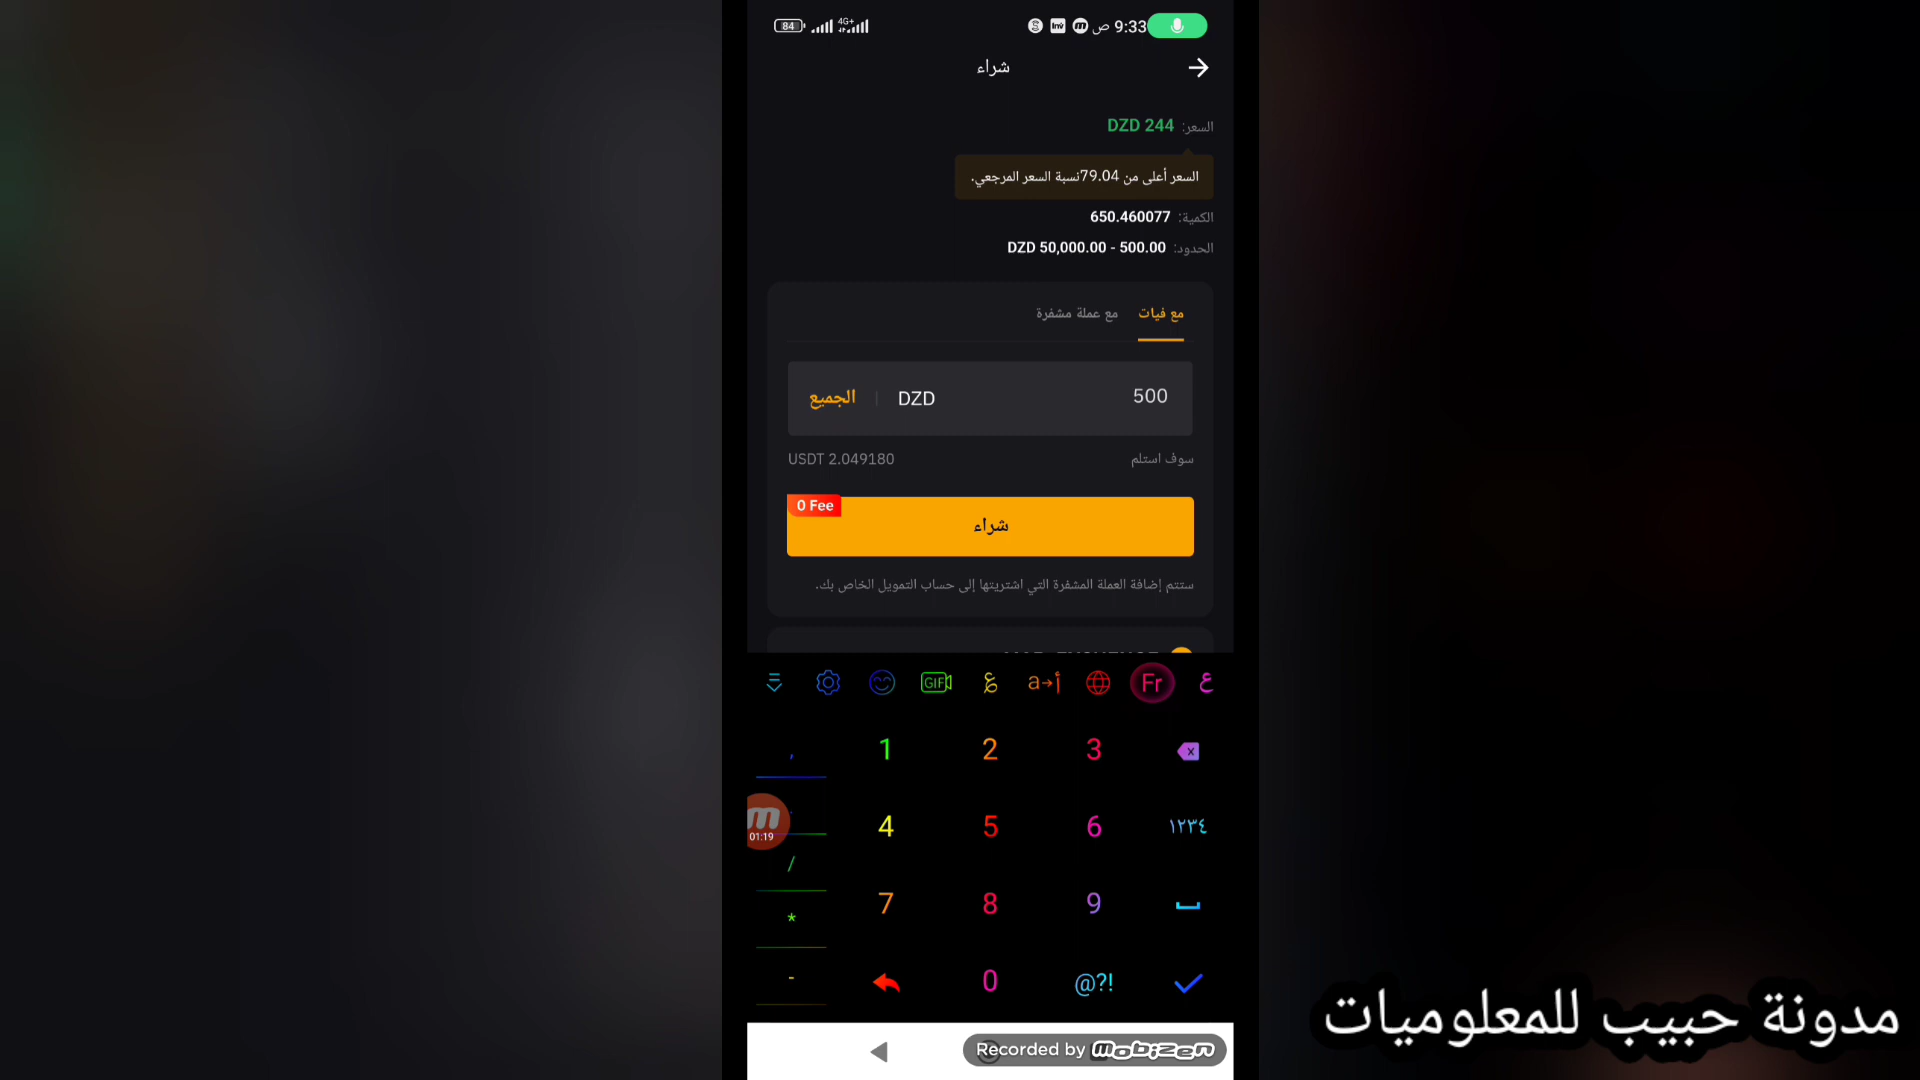 84 4G+ ص 9:33
شراء
السعر: DZD 244
السعر أعلى من 79.04نسبة السعر المرجعي.
الكمية: 650.460077
الحدود: DZD 50,000.00 - 500.00
مع فيات مع عملة مشفرة
500 DZD الجميع
سوف استلم USDT 2.049180
0 Fee
شراء
ستتم إضافة العملة المشفرة التي اشتريتها إلى حساب التمويل الخاص بك.
GIF a→أ Fr ع
, 1 2 3
4 5 6 ١٢٣٤
01:19
/
7 8 9
*
- 0 @?!
Recorded by mobizen
مدونة حبيب للمعلوميات